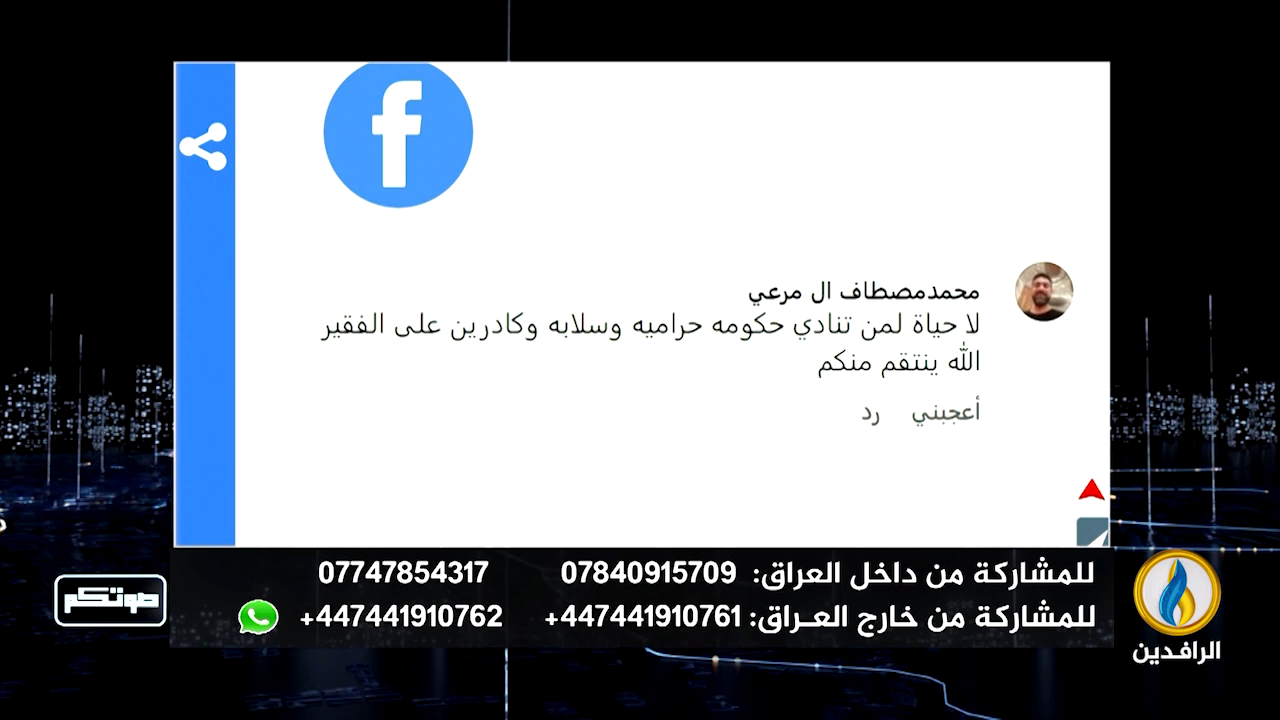 f
محمدمصطاف ال مرعي
لا حياة لمن تنادي حكومه حراميه وسلابه وكادرين على الفقير
الله ينتقم منكم
أعجبني رد
للمشاركة من داخل العراق: 07840915709 07747854317
للمشاركة من خارج العـراق: 447441910761+ 447441910762+
صوتكم
الرافدين